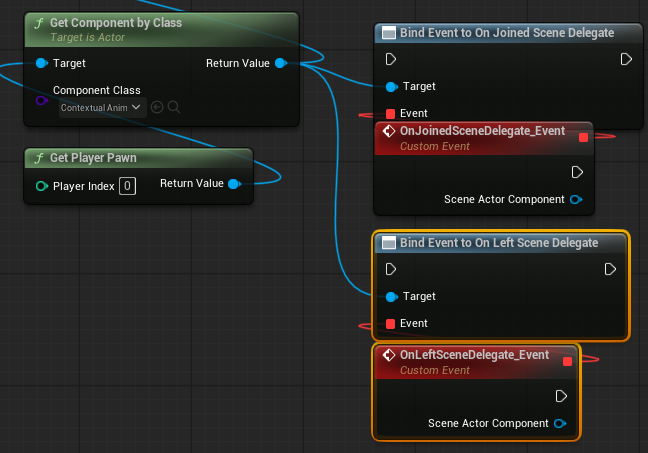 Get Component by Class
Target is Actor
Target
Return Value
Component Class
Contextual Anim
Get Player Pawn
Player Index 0
Return Value
Bind Event to On Joined Scene Delegate
Target
Event
OnJoinedSceneDelegate_Event
Custom Event
Scene Actor Component
Bind Event to On Left Scene Delegate
Target
Event
OnLeftSceneDelegate_Event
Custom Event
Scene Actor Component